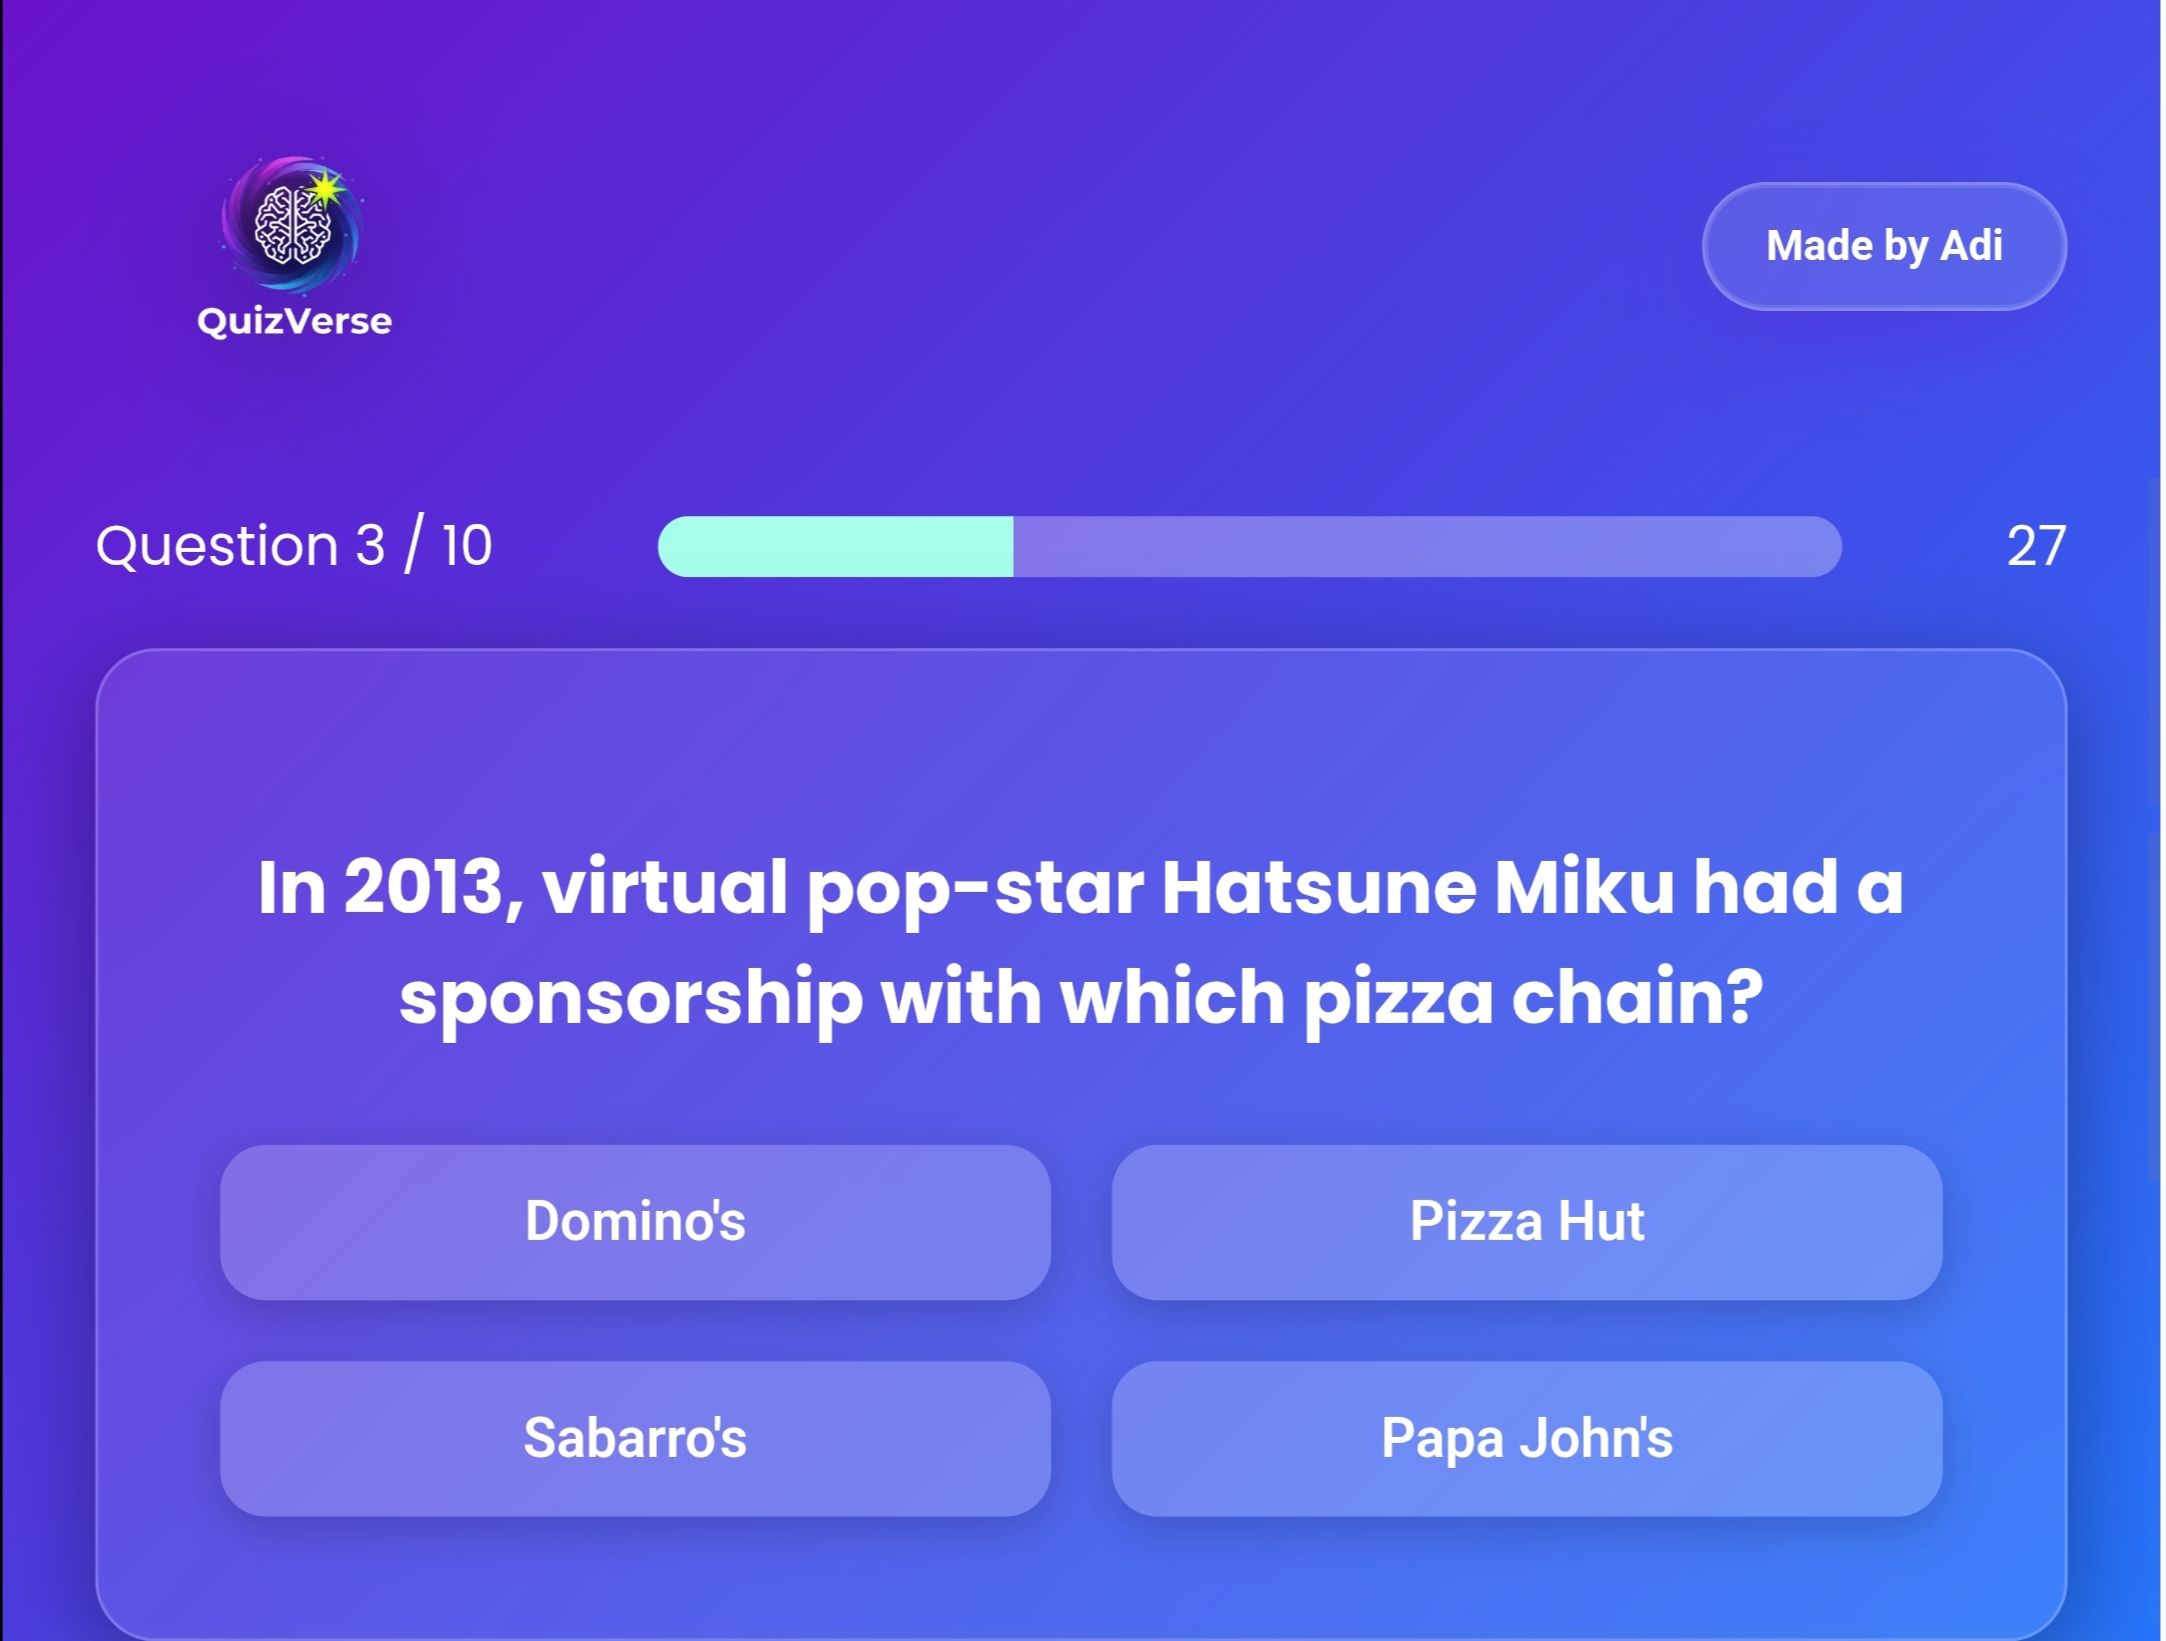 QuizVerse
Made by Adi
Question 3 / 10
27
In 2013, virtual pop-star Hatsune Miku had a
sponsorship with which pizza chain?
Domino's
Pizza Hut
Sabarro's
Papa John's